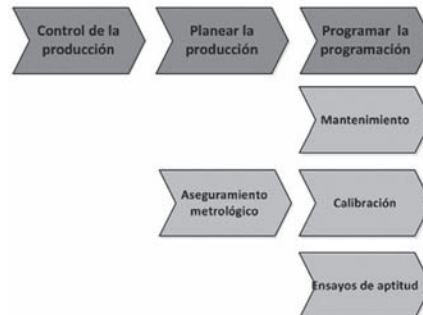 Control de la
producción
Planear la
producción
Programar la
programación
Mantenimiento
Aseguramiento
metrológico
Calibración
Ensayos de aptitud